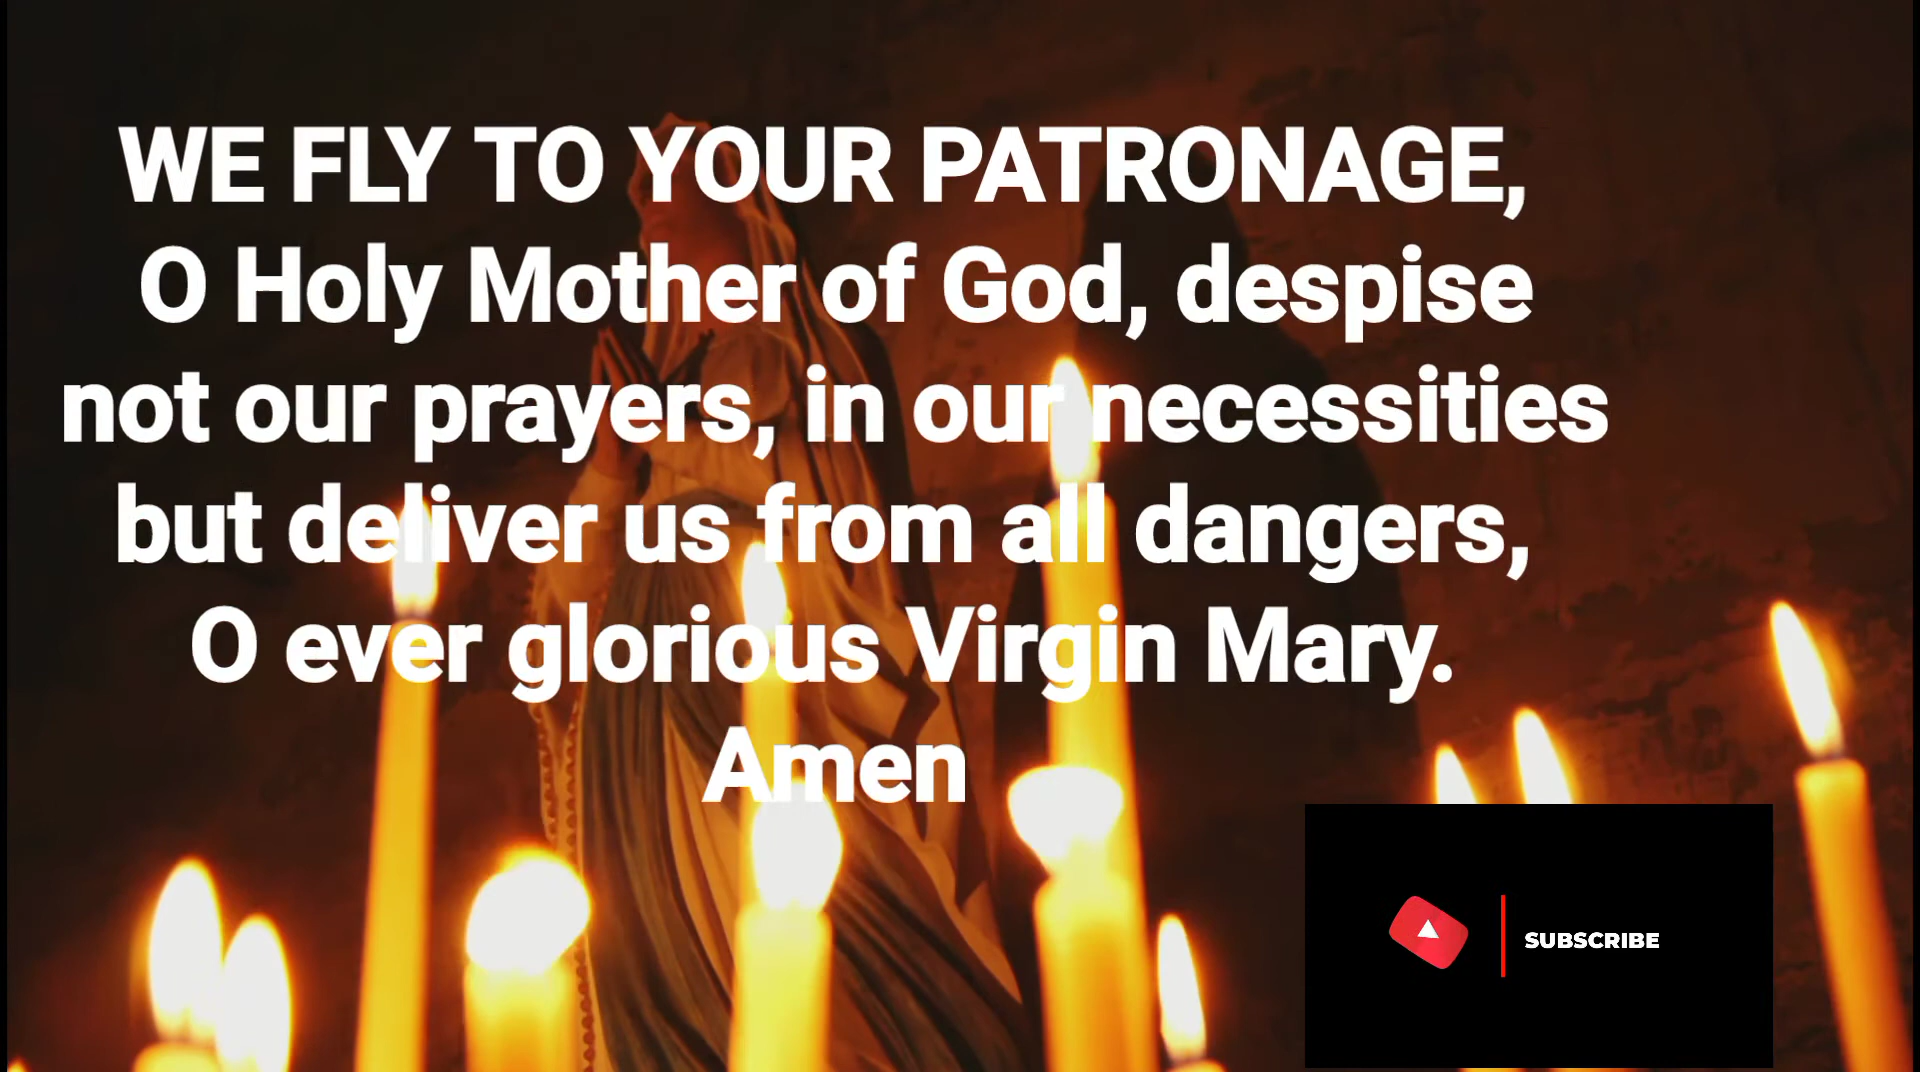 WE FLY TO YOUR PATRONAGE,
O Holy Mother of God, despise
not our prayers, in our necessities
but deliver us from all dangers,
O ever glorious Virgin Mary.
Amen
SUBSCRIBE